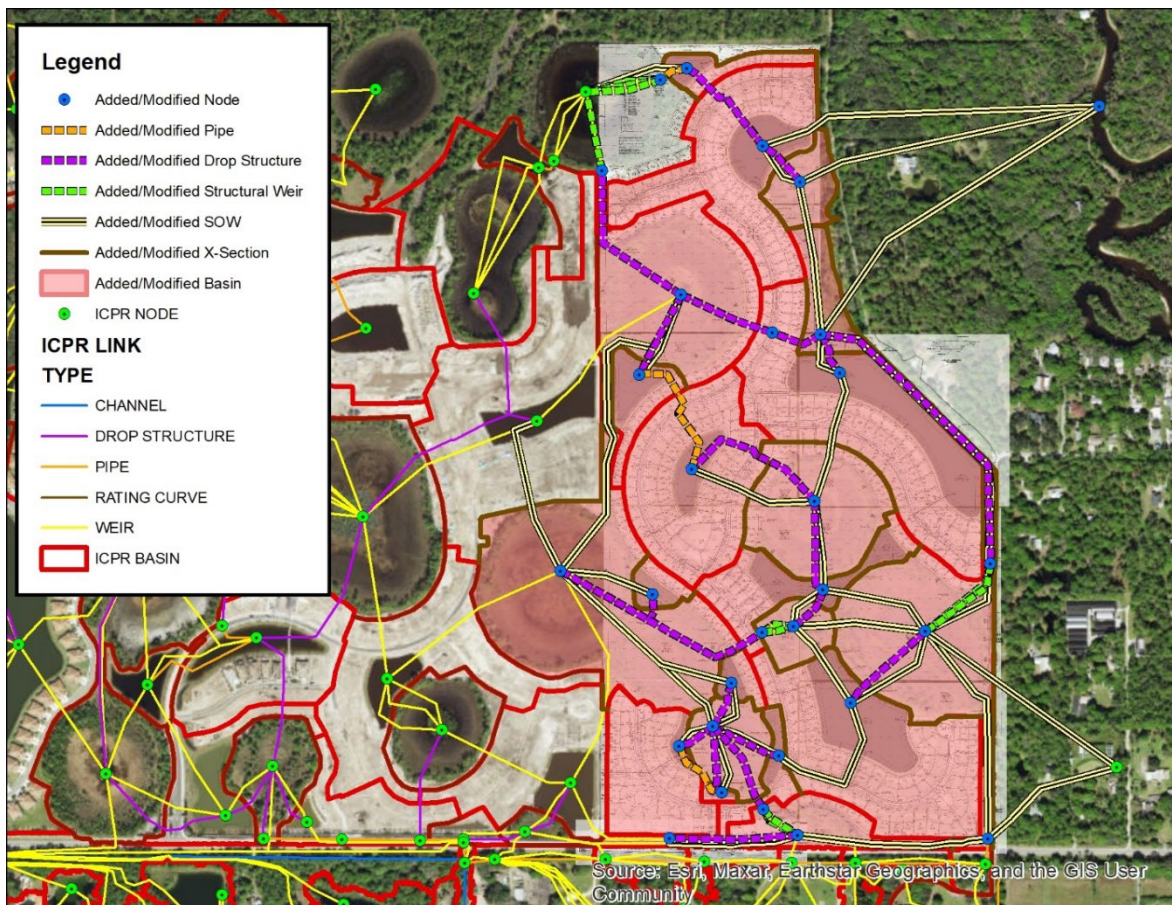 Legend
Added/Modified Node
Added/Modified Pipe
Added/Modified Drop Structure
Added/Modified Structural Weir
Added/Modified SOW
Added/Modified X-Section
Added/Modified Basin
ICPR NODE
ICPR LINK
TYPE
CHANNEL
DROP STRUCTURE
PIPE
RATING CURVE
WEIR
ICPR BASIN
Source: Esri, Maxar, Earthstar Geographics, and the GIS User
Community